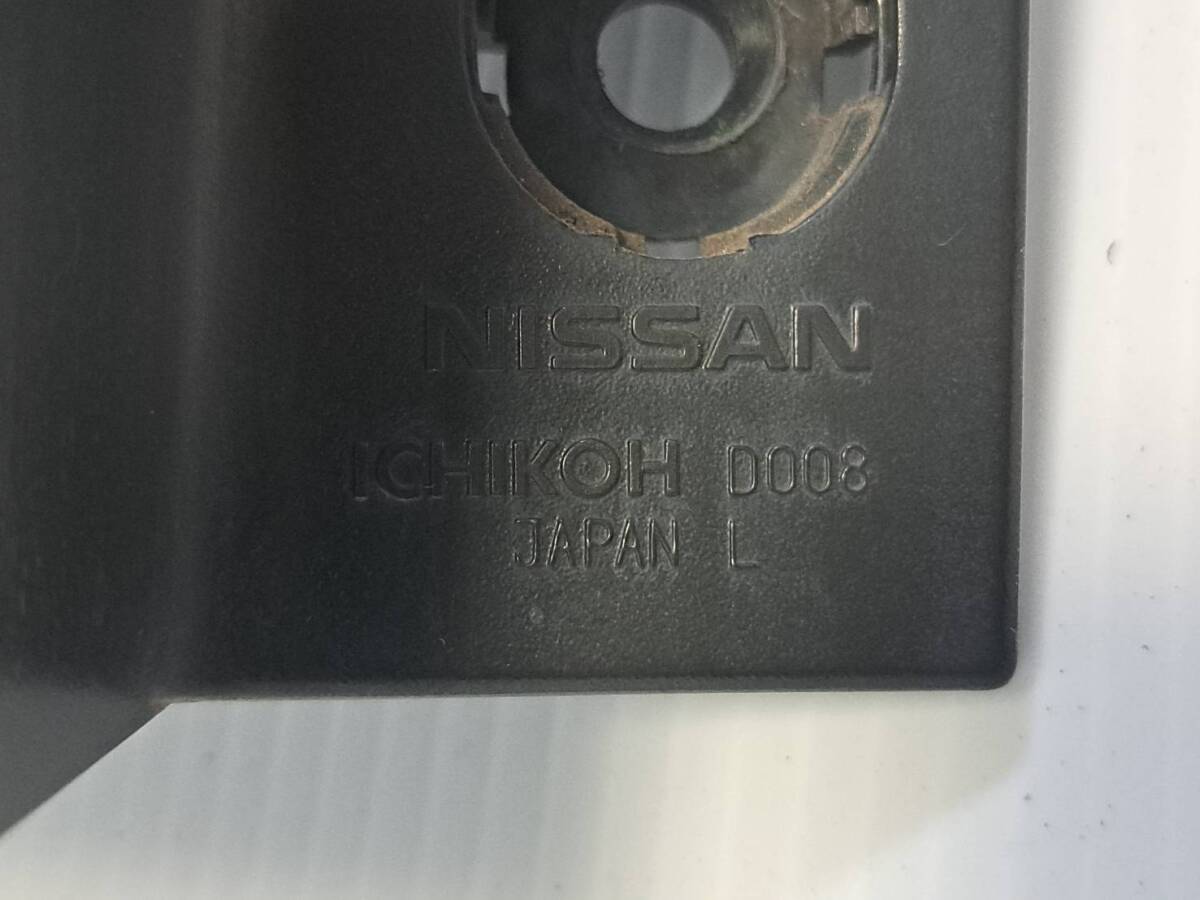 NISSAN
ICHIKOH D008
JAPAN L